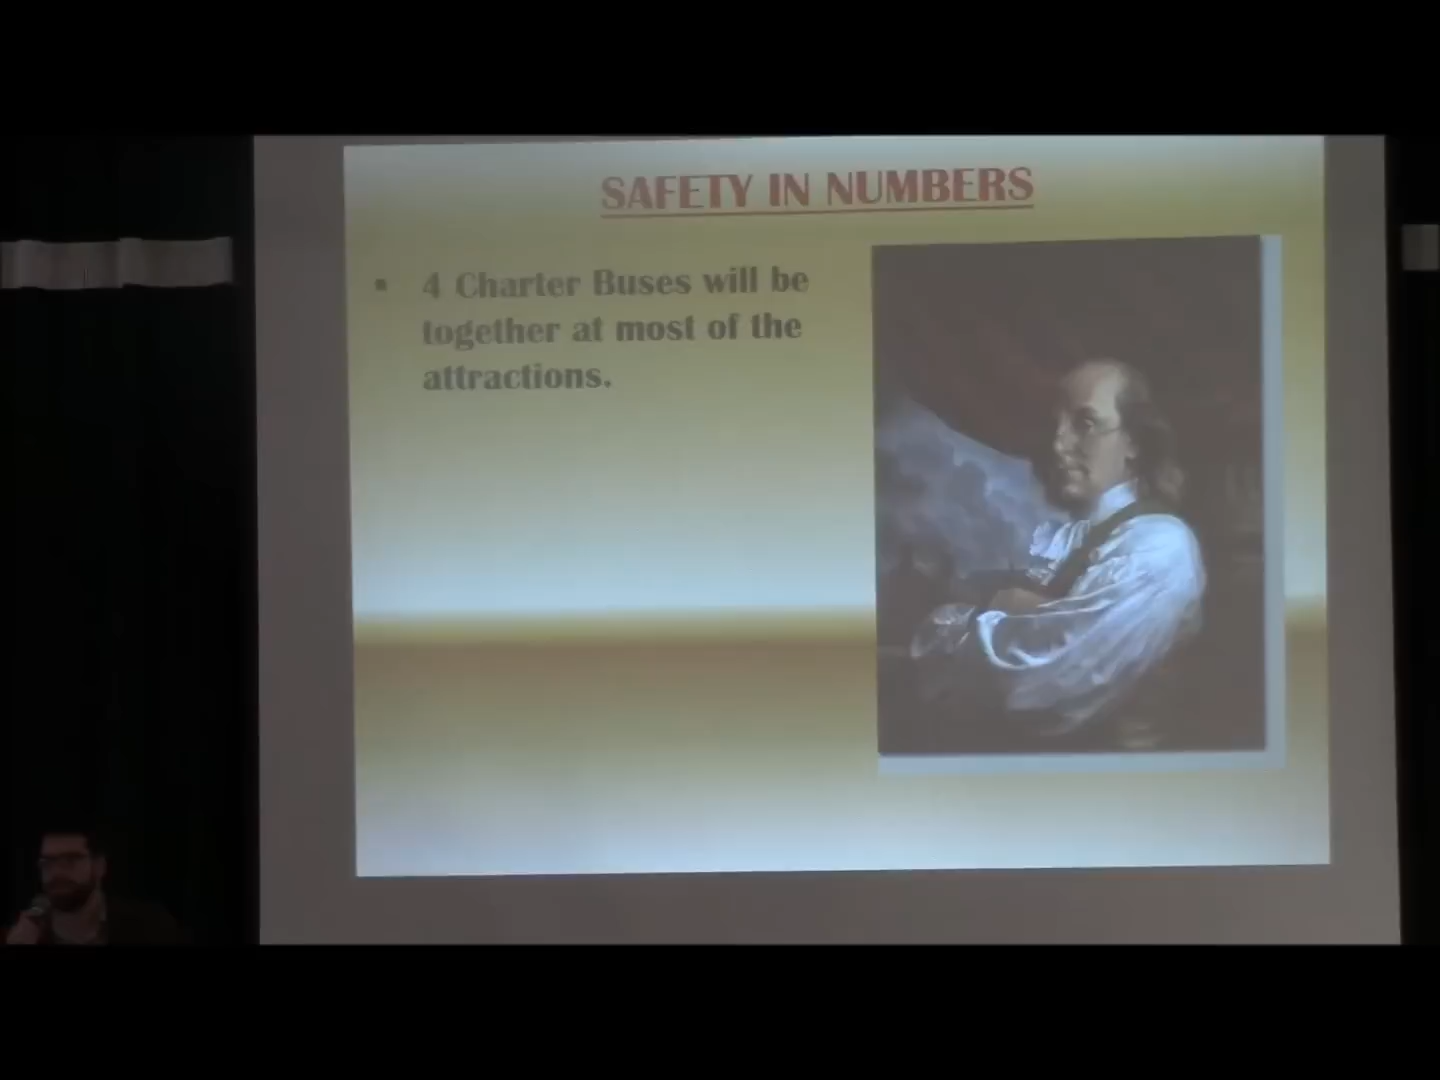 SAFETY IN NUMBERS
▪ 4 Charter Buses will be
together at most of the
attractions.